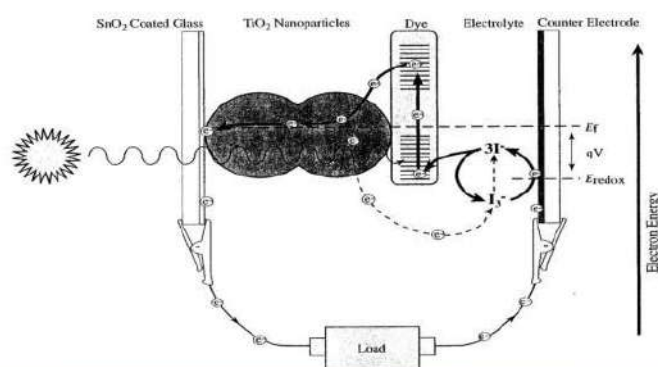 SnO₂ Coated Glass TiO₂ Nanoparticles Dye Electrolyte Counter Electrode
e⁻
e⁻
e⁻
e⁻
e⁻
e⁻
Ef
e⁻
3I⁻
qV
e⁻
e⁻
Eredox
I₃⁻
e⁻
e⁻
e⁻
e⁻
e⁻
e⁻
e⁻
e⁻
Load
Electron Energy